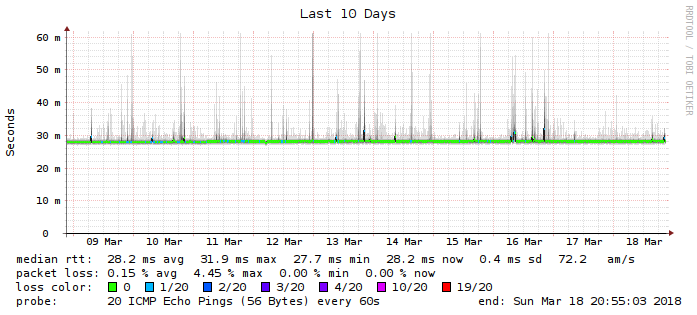 Last 10 Days
RRDTOOL / TOBI OETIKER
Seconds
60 m
50 m
40 m
30 m
20 m
10 m
0
09 Mar 10 Mar 11 Mar 12 Mar 13 Mar 14 Mar 15 Mar 16 Mar 17 Mar 18 Mar
median rtt: 28.2 ms avg 31.9 ms max 27.7 ms min 28.2 ms now 0.4 ms sd 72.2 am/s
packet loss: 0.15 % avg 4.45 % max 0.00 % min 0.00 % now
loss color: 0 1/20 2/20 3/20 4/20 10/20 19/20
probe: 20 ICMP Echo Pings (56 Bytes) every 60s end: Sun Mar 18 20:55:03 2018